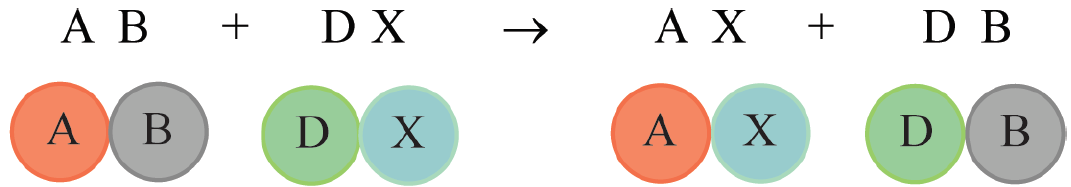 A B + D X → A X + D B
A B D X A X D B